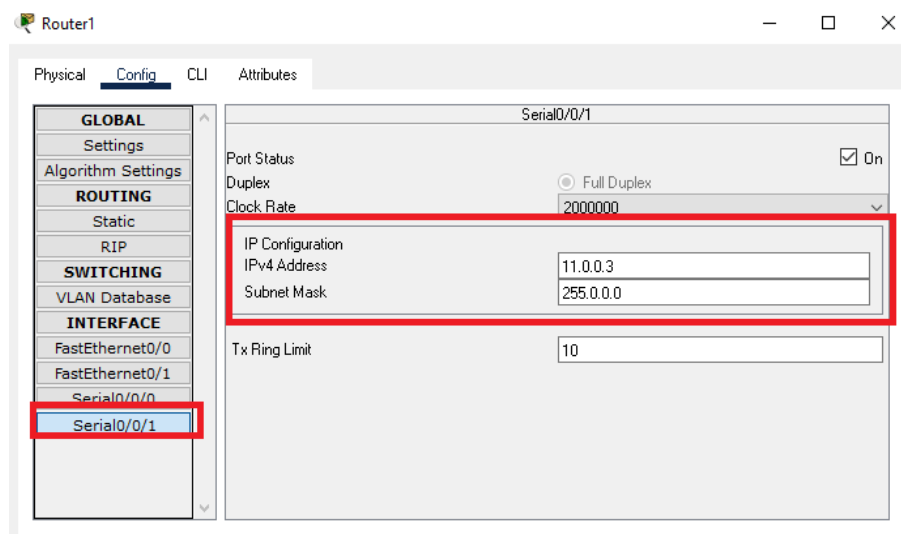 Router1
Physical Config CLI Attributes
GLOBAL
Settings
Algorithm Settings
ROUTING
Static
RIP
SWITCHING
VLAN Database
INTERFACE
FastEthernet0/0
FastEthernet0/1
Serial0/0/0
Serial0/0/1
Serial0/0/1
Port Status On
Duplex Full Duplex
Clock Rate 2000000
IP Configuration
IPv4 Address 11.0.0.3
Subnet Mask 255.0.0.0
Tx Ring Limit 10